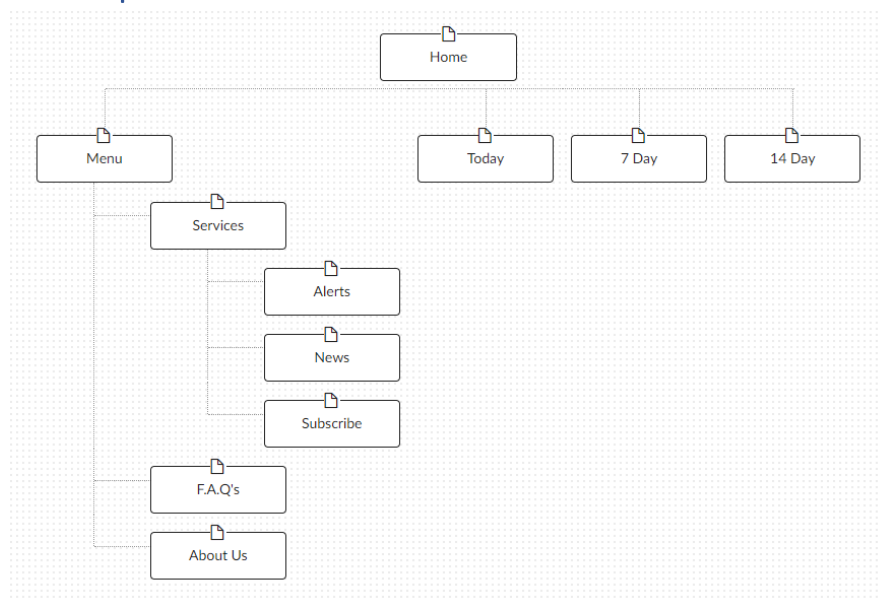 Home
Menu
Today
7 Day
14 Day
Services
Alerts
News
Subscribe
F.A.Q's
About Us